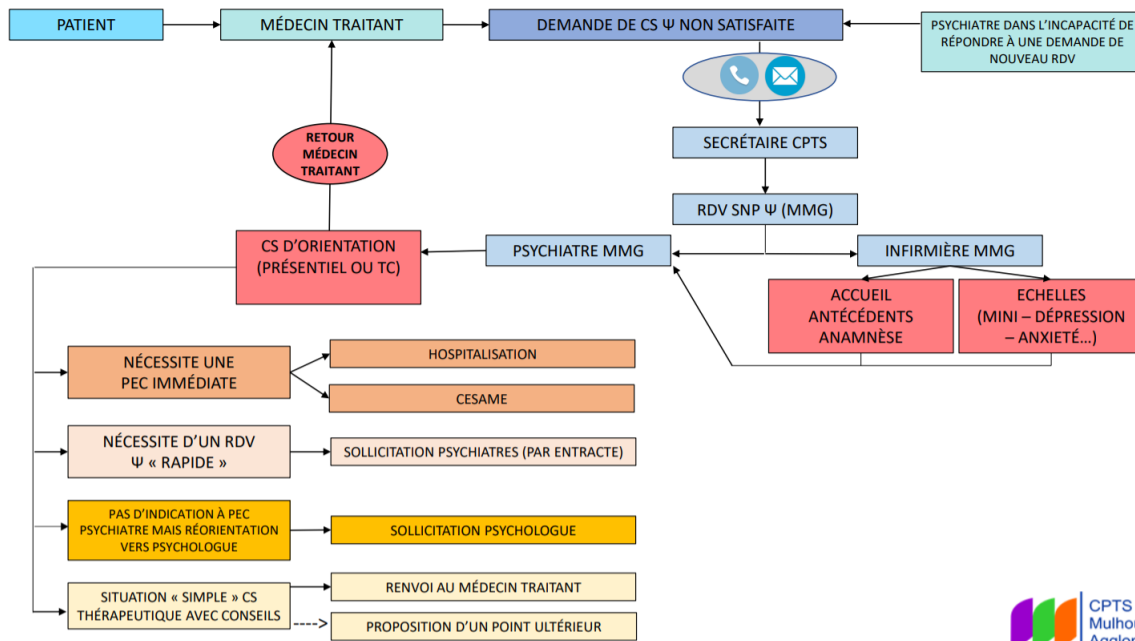 PATIENT
MÉDECIN TRAITANT
DEMANDE DE CS Ψ NON SATISFAITE
PSYCHIATRE DANS L'INCAPACITÉ DE
RÉPONDRE À UNE DEMANDE DE
NOUVEAU RDV
RETOUR
MÉDECIN
TRAITANT
SECRÉTAIRE CPTS
RDV SNP Ψ (MMG)
CS D'ORIENTATION
(PRÉSENTIEL OU TC)
PSYCHIATRE MMG
INFIRMIÈRE MMG
ACCUEIL
ANTÉCÉDENTS
ANAMNÈSE
ECHELLES
(MINI – DÉPRESSION
– ANXIETÉ…)
NÉCESSITE UNE
PEC IMMÉDIATE
HOSPITALISATION
CESAME
NÉCESSITE D'UN RDV
Ψ « RAPIDE »
SOLLICITATION PSYCHIATRES (PAR ENTRACTE)
PAS D'INDICATION À PEC
PSYCHIATRE MAIS RÉORIENTATION
VERS PSYCHOLOGUE
SOLLICITATION PSYCHOLOGUE
SITUATION « SIMPLE » CS
THÉRAPEUTIQUE AVEC CONSEILS
RENVOI AU MÉDECIN TRAITANT
PROPOSITION D'UN POINT ULTÉRIEUR
CPTS